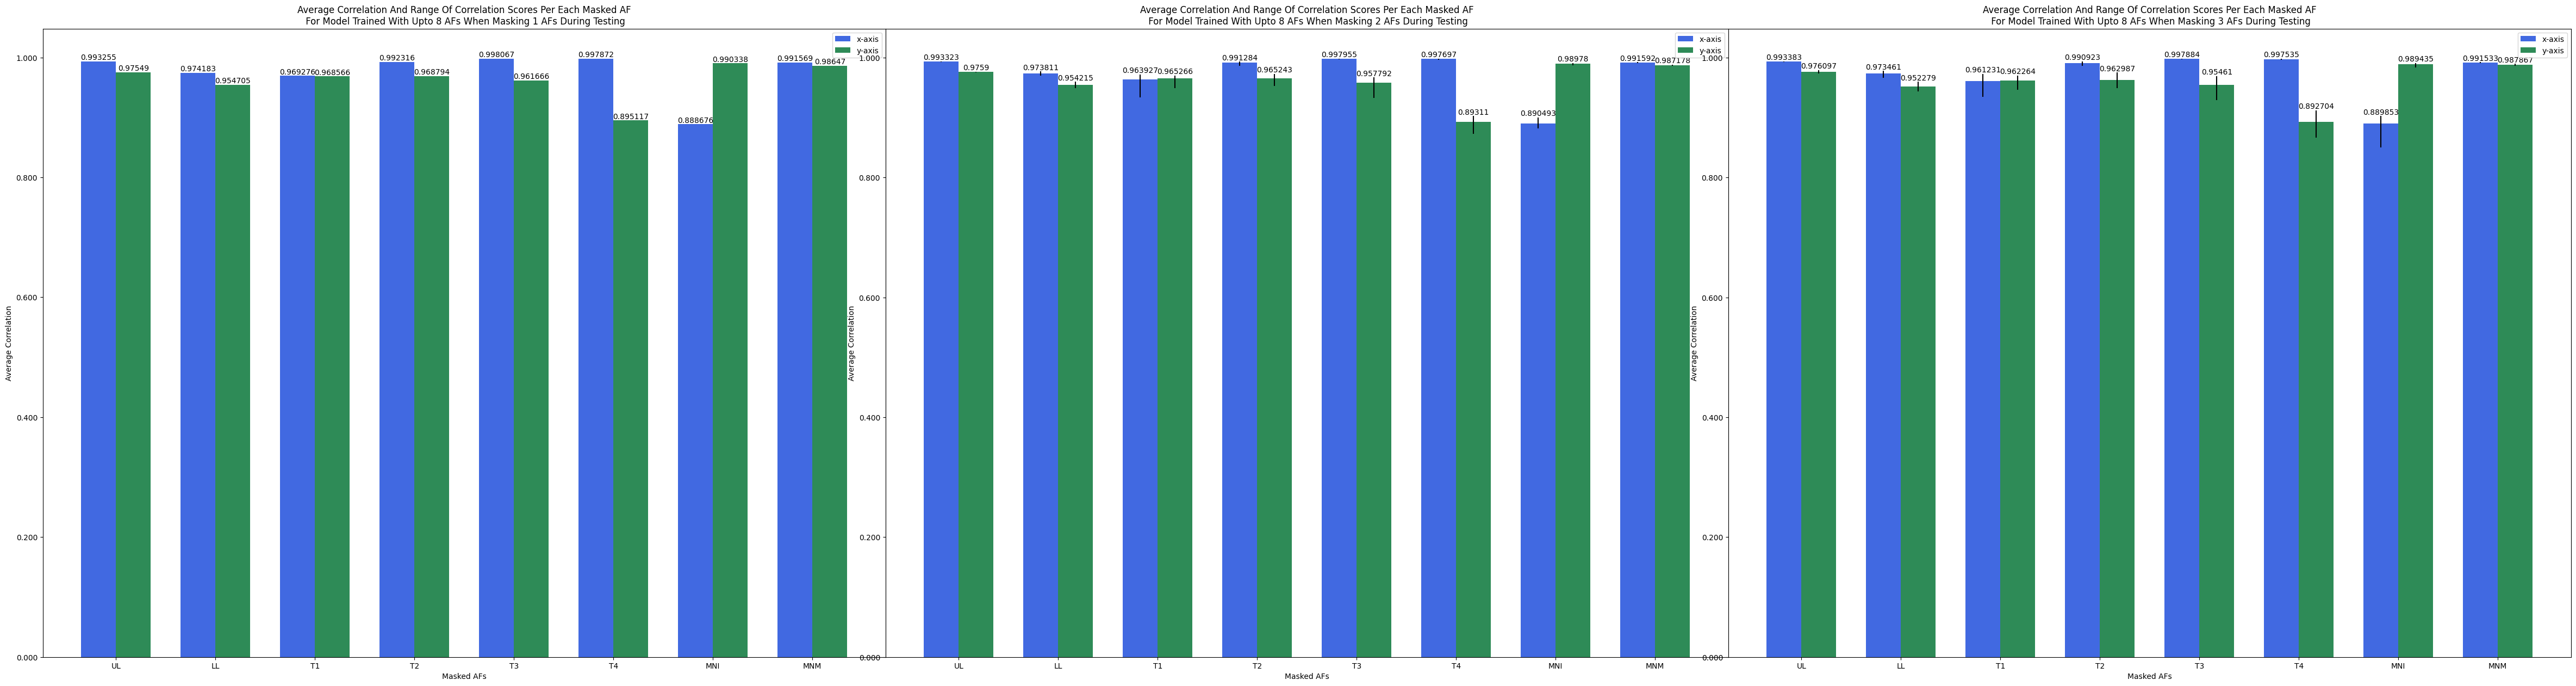 Average Correlation And Range Of Correlation Scores Per Each Masked AF
For Model Trained With Upto 8 AFs When Masking 1 AFs During Testing
x-axis
y-axis
0.993255
0.97549
0.974183
0.954705
0.969276
0.968566
0.992316
0.968794
0.998067
0.961666
0.997872
0.895117
0.888676
0.990338
0.991569
0.98647
1.000
0.800
0.600
0.400
0.200
0.000
Average Correlation
UL
LL
T1
T2
T3
T4
MNI
MNM
Masked AFs
Average Correlation And Range Of Correlation Scores Per Each Masked AF
For Model Trained With Upto 8 AFs When Masking 2 AFs During Testing
x-axis
y-axis
0.993323
0.9759
0.973811
0.954215
0.963927
0.965266
0.991284
0.965243
0.997955
0.957792
0.997697
0.89311
0.890493
0.98978
0.991592
0.987178
1.000
0.800
0.600
0.400
0.200
0.000
Average Correlation
UL
LL
T1
T2
T3
T4
MNI
MNM
Masked AFs
Average Correlation And Range Of Correlation Scores Per Each Masked AF
For Model Trained With Upto 8 AFs When Masking 3 AFs During Testing
x-axis
y-axis
0.993383
0.976097
0.973461
0.952279
0.961231
0.962264
0.990923
0.962987
0.997884
0.95461
0.997535
0.892704
0.889853
0.989435
0.991533
0.987867
1.000
0.800
0.600
0.400
0.200
0.000
Average Correlation
UL
LL
T1
T2
T3
T4
MNI
MNM
Masked AFs